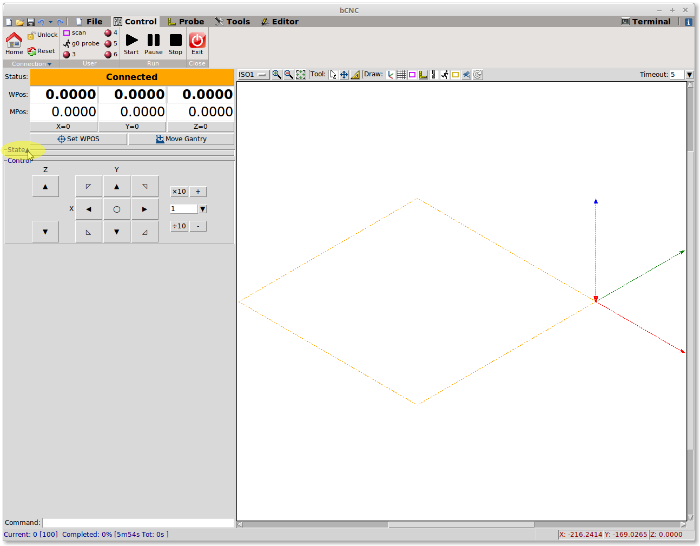 bCNC
File Control Probe Tools Editor Terminal
Home Unlock Reset
Connection
scan g0 probe 3 4 5 6
User
Start Pause Stop
Run
Exit
Close
Status: Connected
WPos: 0.0000 0.0000 0.0000
MPos: 0.0000 0.0000 0.0000
X=0 Y=0 Z=0
Set WPOS Move Gantry
State
Control
Z Y
×10 +
X 1
÷10 -
ISO1 Tool: Draw: Timeout: 5
Command:
Current: 0 [100] Completed: 0% [5m54s Tot: 0s ]
X: -216.2414 Y: -169.0265 Z: 0.0000